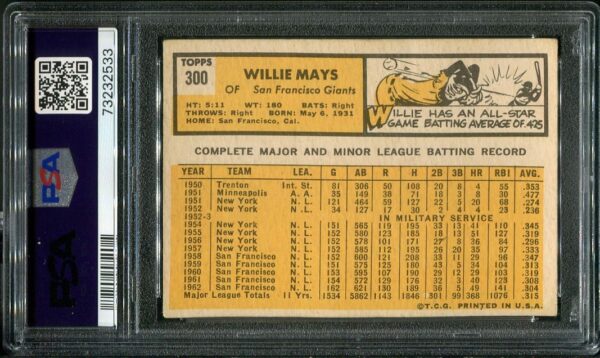 PSA
73232533
PSA
TOPPS
300
WILLIE MAYS
OF San Francisco Giants
HT: 5:11 WT: 180 BATS: Right
THROWS: Right BORN: May 6, 1931
HOME: San Francisco, Cal.
WILLIE HAS AN ALL-STAR
GAME BATTING AVERAGE OF .425
COMPLETE MAJOR AND MINOR LEAGUE BATTING RECORD
YEAR TEAM LEA. G AB R H 2B 3B HR RBI AVG.
1950 Trenton Int. St. 81 306 50 108 20 8 4 55 .353
1951 Minneapolis A. A. 35 149 38 71 18 3 8 30 .477
1951 New York N. L. 121 464 59 127 22 5 20 68 .274
1952 New York N. L. 34 127 17 30 2 4 4 23 .236
1952-3 IN MILITARY SERVICE
1954 New York N. L. 151 565 119 195 33 13 41 110 .345
1955 New York N. L. 152 580 123 185 18 13 51 127 .319
1956 New York N. L. 152 578 101 171 27 8 36 84 .296
1957 New York N. L. 152 585 112 195 26 20 35 97 .333
1958 San Francisco N. L. 152 600 121 208 33 11 29 96 .347
1959 San Francisco N. L. 151 575 125 180 43 5 34 104 .313
1960 San Francisco N. L. 153 595 107 190 29 12 29 103 .319
1961 San Francisco N. L. 154 572 129 176 32 3 40 123 .308
1962 San Francisco N. L. 162 621 130 189 36 5 49 141 .304
Major League Totals 11 Yrs. 1534 5862 1143 1846 301 99 368 1076 .315
©T.C.G. PRINTED IN U.S.A.